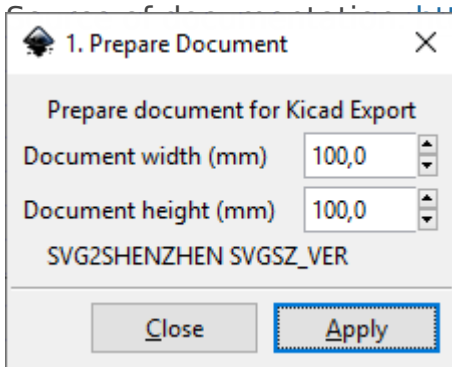 1. Prepare Document
Prepare document for Kicad Export
Document width (mm) 100,0
Document height (mm) 100,0
SVG2SHENZHEN SVGSZ_VER
Close Apply